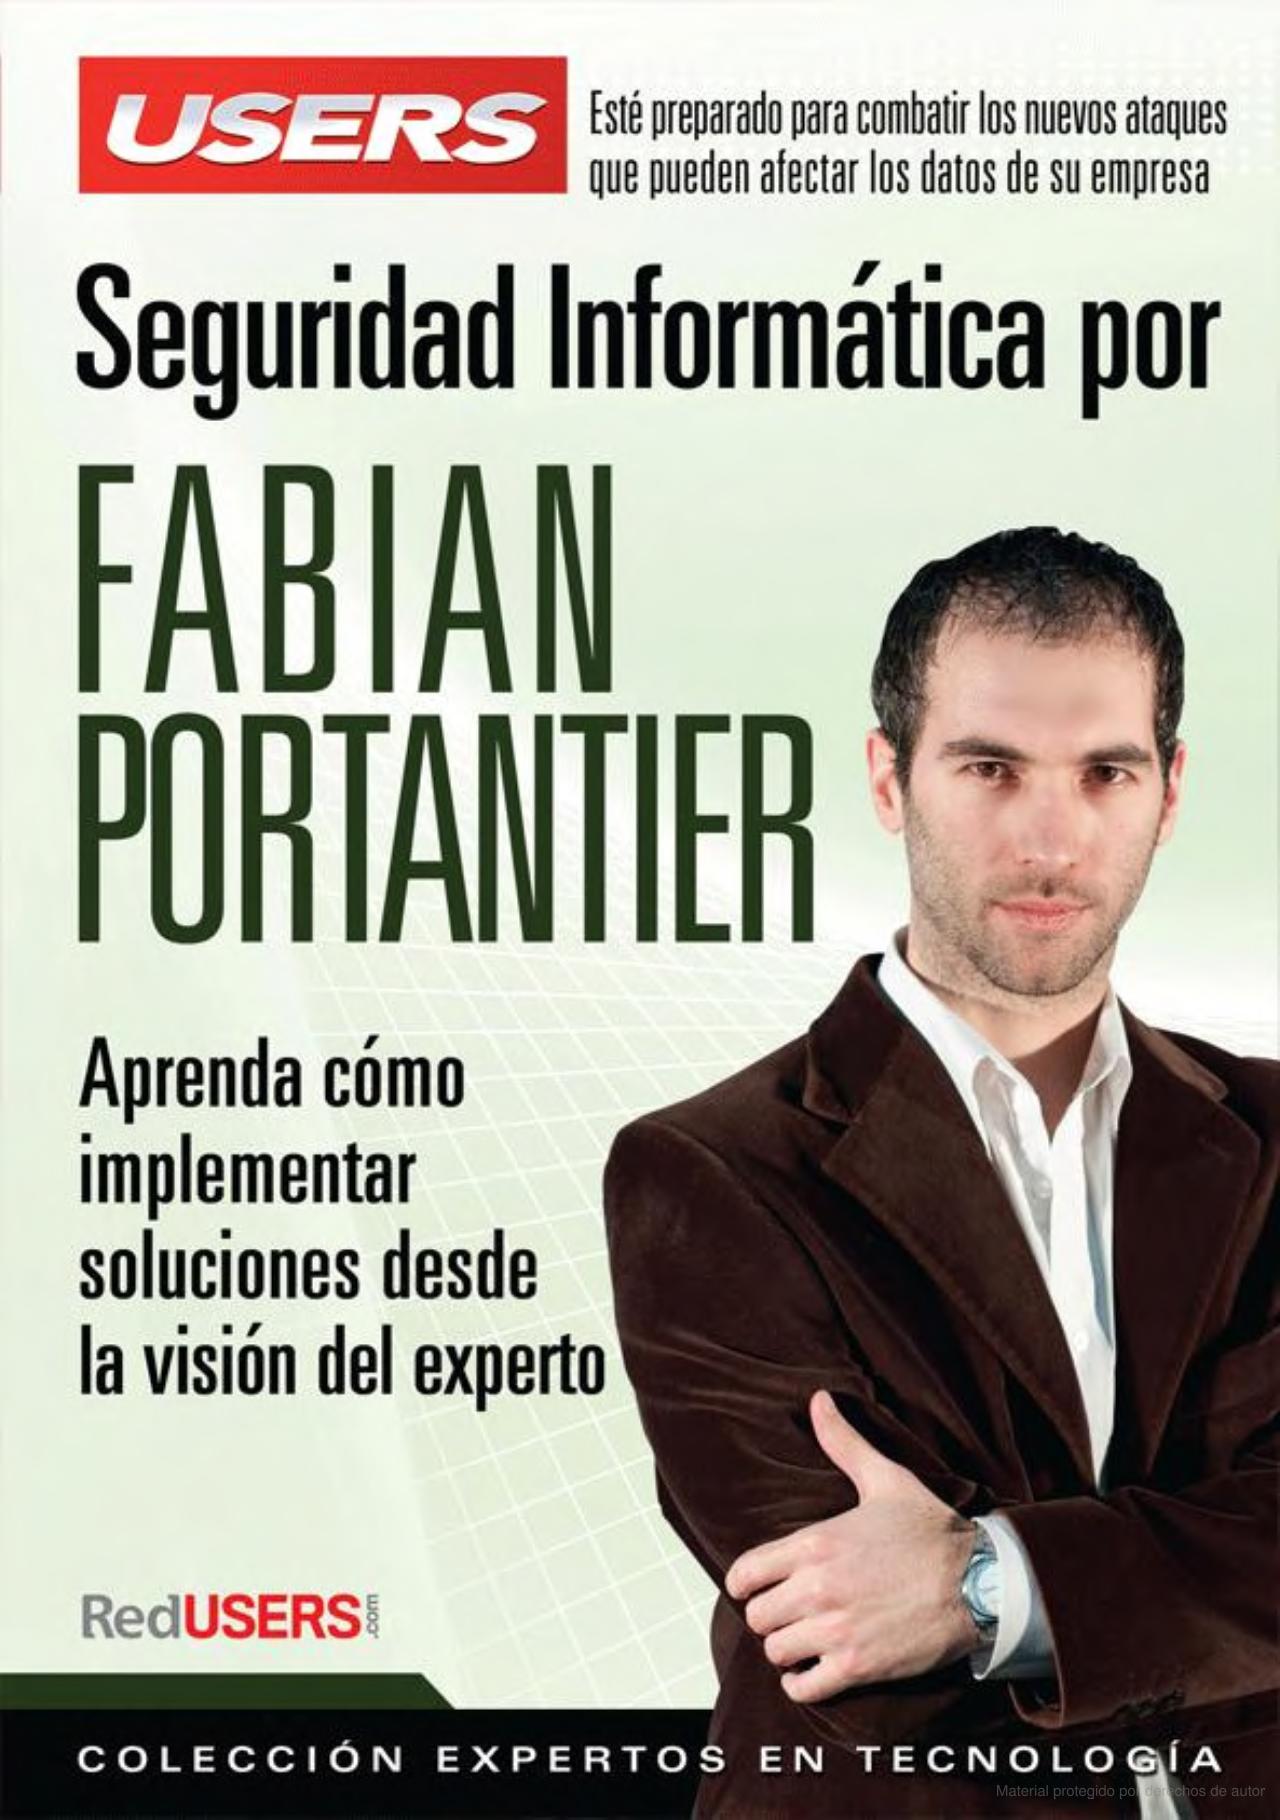 USERS
Esté preparado para combatir los nuevos ataques
que pueden afectar los datos de su empresa
Seguridad Informática por
FABIAN
PORTANTIER
Aprenda cómo
implementar
soluciones desde
la visión del experto
RedUSERS.com
COLECCIÓN EXPERTOS EN TECNOLOGÍA
Material protegido por derechos de autor